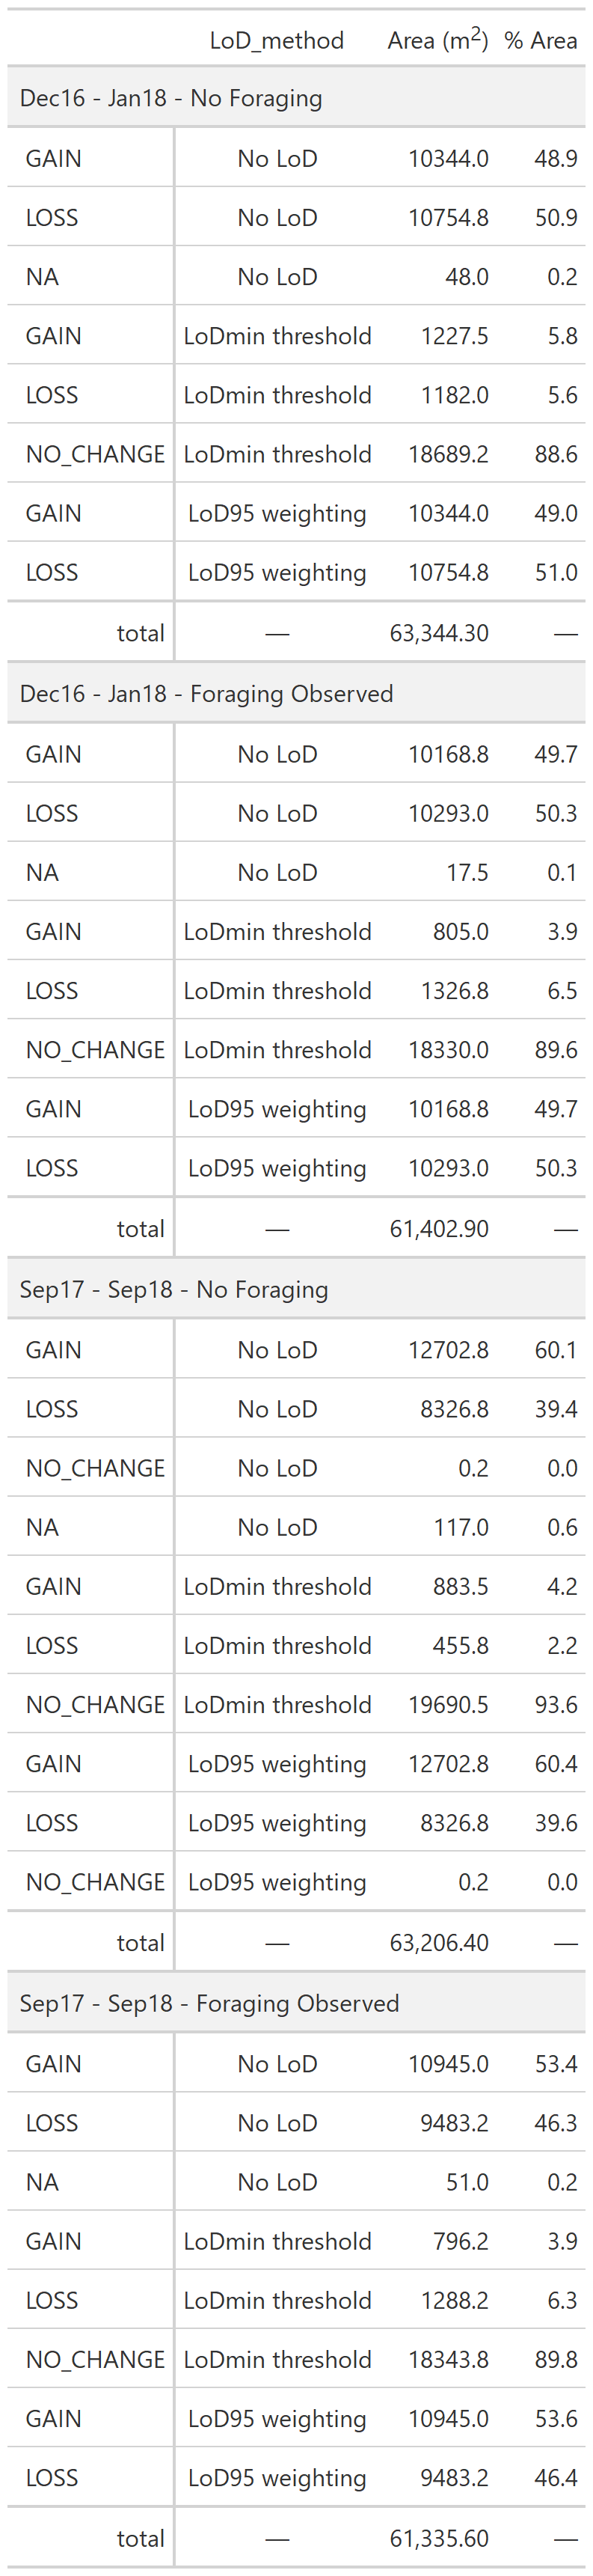 LoD_method Area (m2) % Area
Dec16 - Jan18 - No Foraging
GAIN No LoD 10344.0 48.9
LOSS No LoD 10754.8 50.9
NA No LoD 48.0 0.2
GAIN LoDmin threshold 1227.5 5.8
LOSS LoDmin threshold 1182.0 5.6
NO_CHANGE LoDmin threshold 18689.2 88.6
GAIN LoD95 weighting 10344.0 49.0
LOSS LoD95 weighting 10754.8 51.0
total — 63,344.30 —
Dec16 - Jan18 - Foraging Observed
GAIN No LoD 10168.8 49.7
LOSS No LoD 10293.0 50.3
NA No LoD 17.5 0.1
GAIN LoDmin threshold 805.0 3.9
LOSS LoDmin threshold 1326.8 6.5
NO_CHANGE LoDmin threshold 18330.0 89.6
GAIN LoD95 weighting 10168.8 49.7
LOSS LoD95 weighting 10293.0 50.3
total — 61,402.90 —
Sep17 - Sep18 - No Foraging
GAIN No LoD 12702.8 60.1
LOSS No LoD 8326.8 39.4
NO_CHANGE No LoD 0.2 0.0
NA No LoD 117.0 0.6
GAIN LoDmin threshold 883.5 4.2
LOSS LoDmin threshold 455.8 2.2
NO_CHANGE LoDmin threshold 19690.5 93.6
GAIN LoD95 weighting 12702.8 60.4
LOSS LoD95 weighting 8326.8 39.6
NO_CHANGE LoD95 weighting 0.2 0.0
total — 63,206.40 —
Sep17 - Sep18 - Foraging Observed
GAIN No LoD 10945.0 53.4
LOSS No LoD 9483.2 46.3
NA No LoD 51.0 0.2
GAIN LoDmin threshold 796.2 3.9
LOSS LoDmin threshold 1288.2 6.3
NO_CHANGE LoDmin threshold 18343.8 89.8
GAIN LoD95 weighting 10945.0 53.6
LOSS LoD95 weighting 9483.2 46.4
total — 61,335.60 —